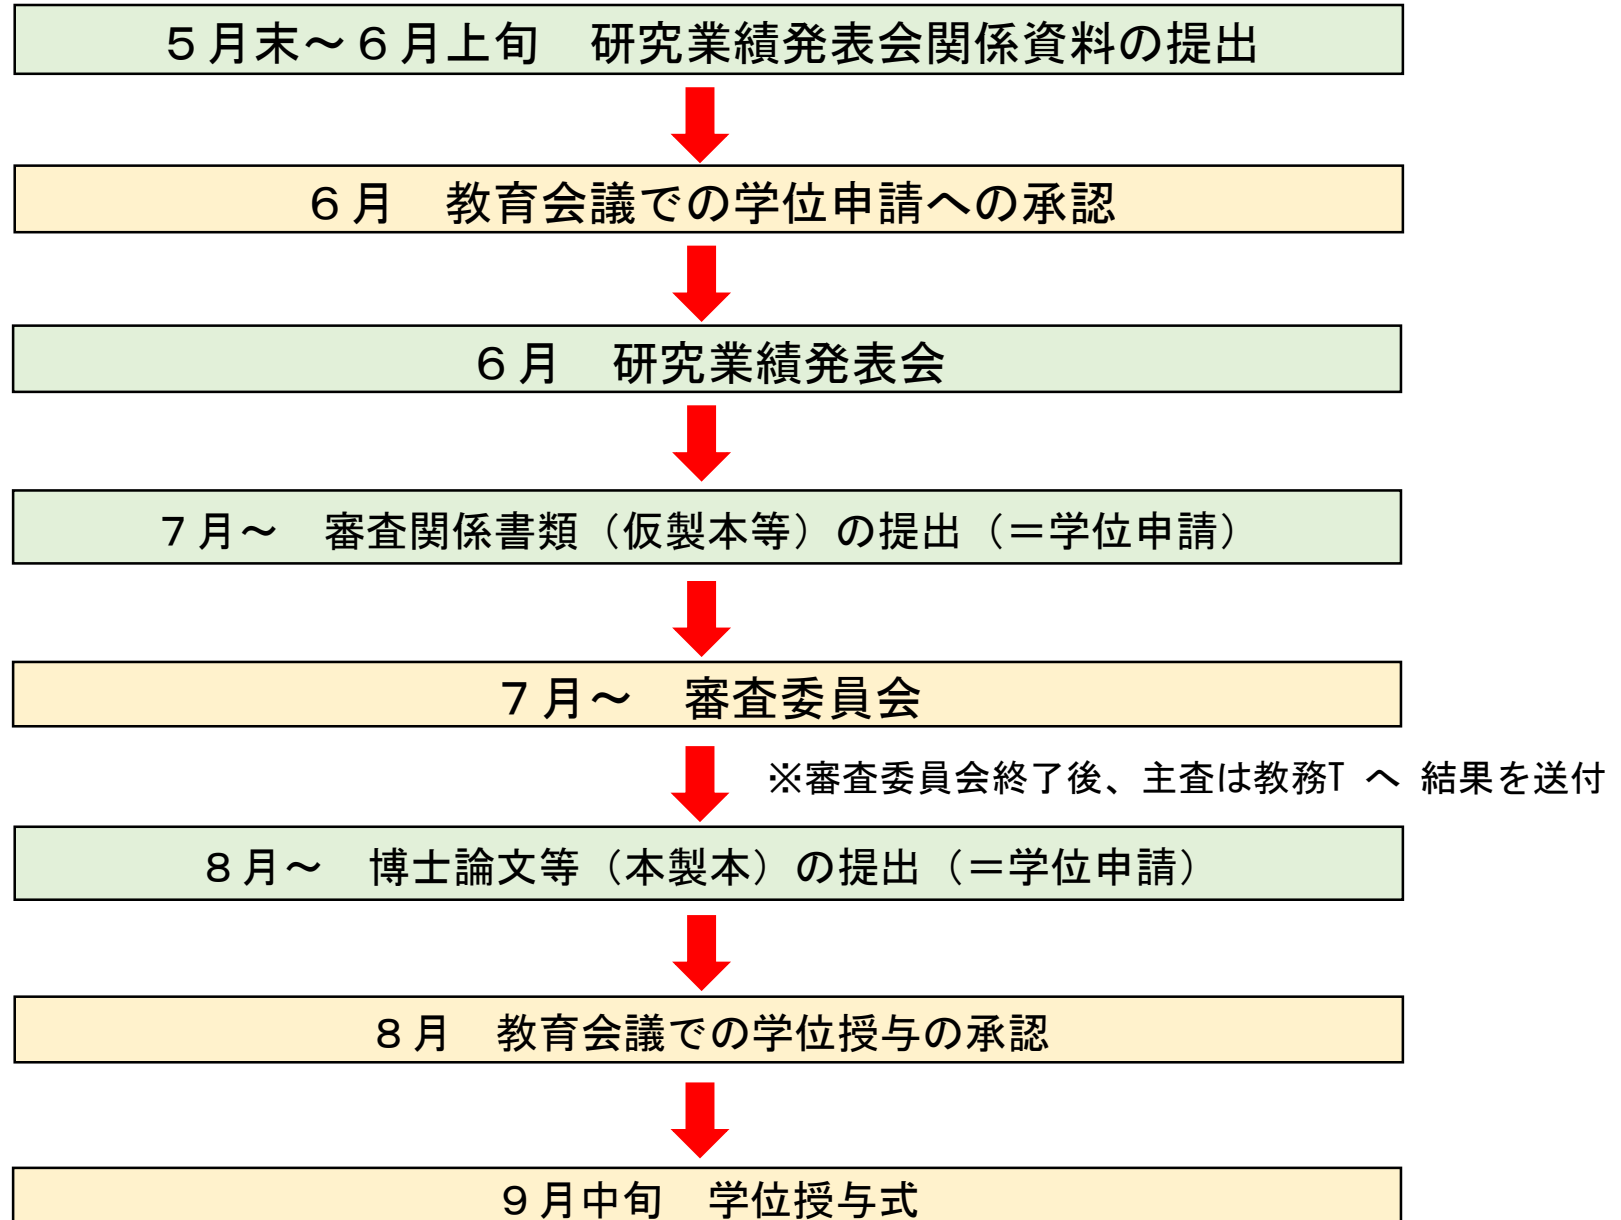 ５月末～６月上旬　研究業績発表会関係資料の提出
６月　教育会議での学位申請への承認
６月　研究業績発表会
７月～　審査関係書類（仮製本等）の提出（＝学位申請）
７月～　審査委員会
※審査委員会終了後、主査は教務T へ 結果を送付
８月～　博士論文等（本製本）の提出（＝学位申請）
８月　教育会議での学位授与の承認
９月中旬　学位授与式